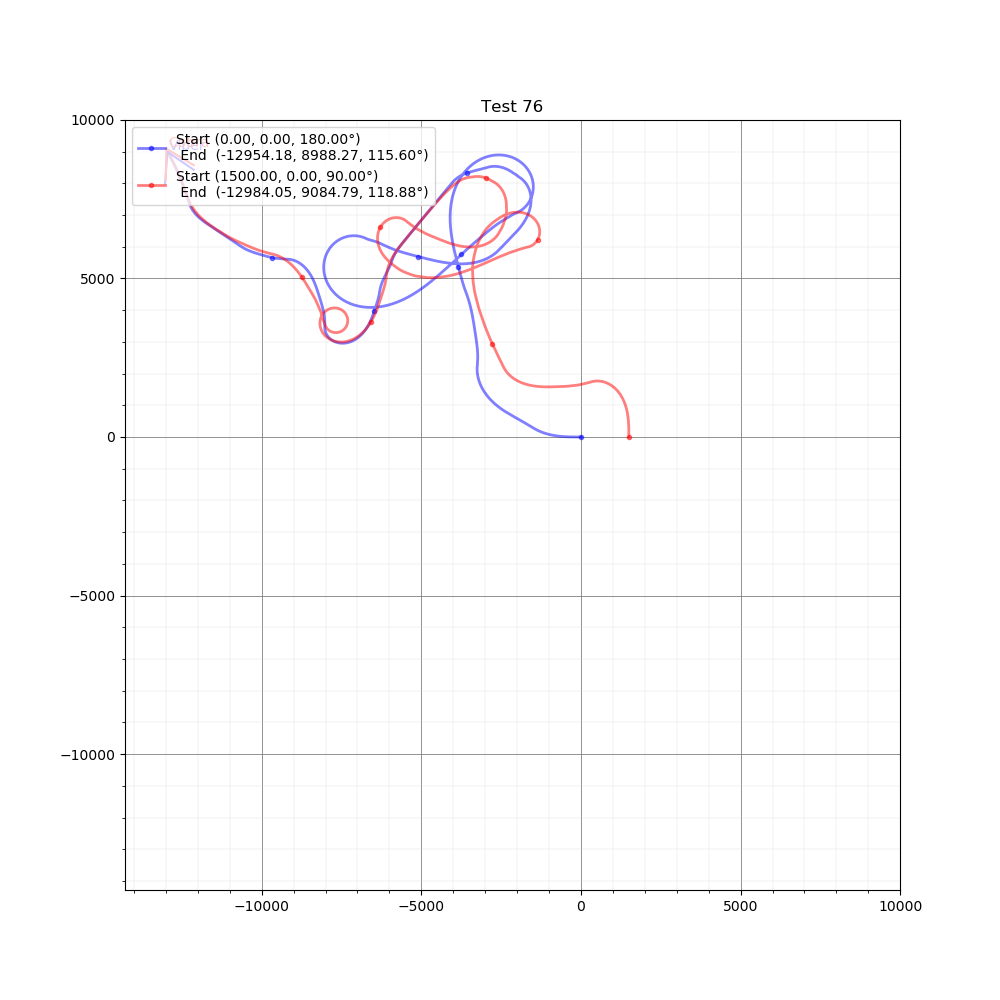 Test 76
10000
Start (0.00, 0.00, 180.00°)
End (-12954.18, 8988.27, 115.60°)
Start (1500.00, 0.00, 90.00°)
End (-12984.05, 9084.79, 118.88°)
5000
0
−5000
−10000
−10000
−5000
0
5000
10000